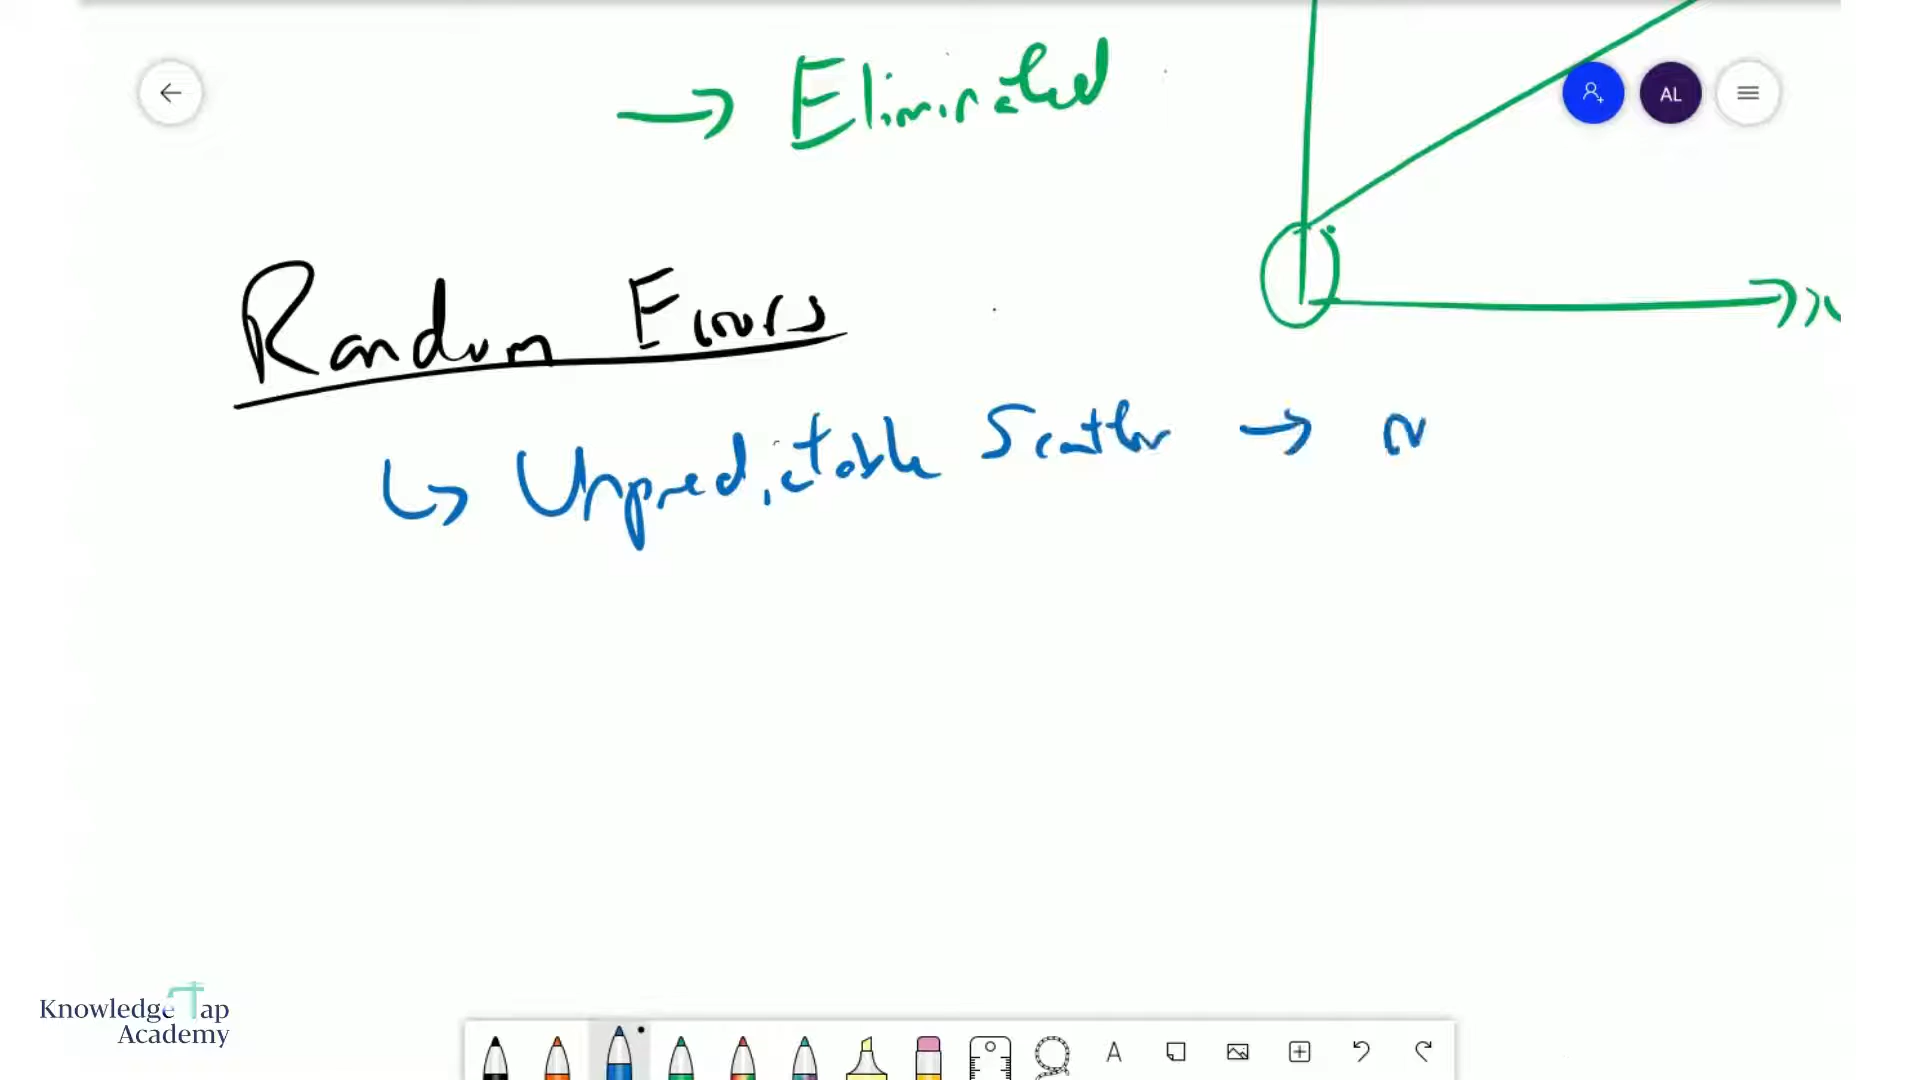 → Eliminated
AL
x
Random Errors
↳ Unpredictable Scatter → n
A
Knowledge Tap
Academy